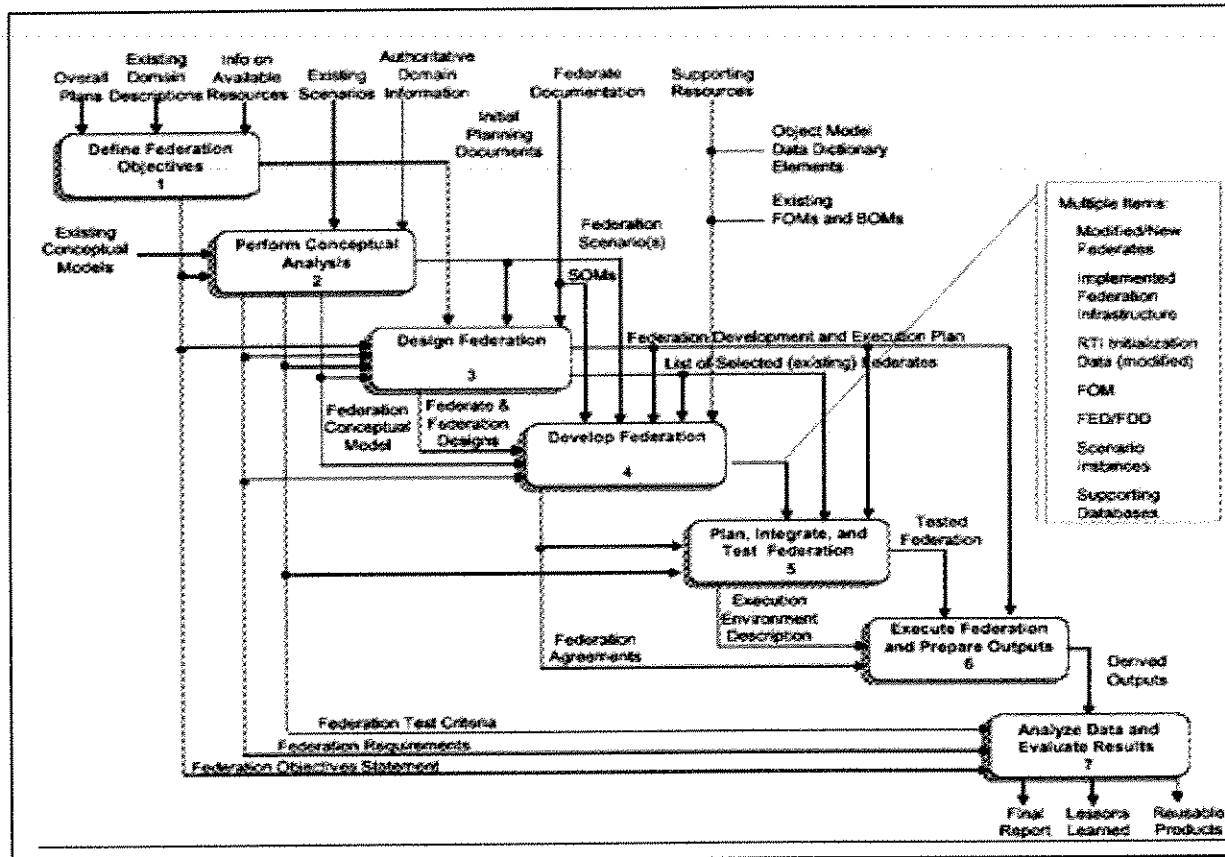 Overall
Plans
Existing
Domain
Descriptions
Info on
Available
Resources
Existing
Scenarios
Authoritative
Domain
Information
Federate
Documentation
Supporting
Resources
Initial
Planning
Documents
Object Model
Data Dictionary
Elements
Define Federation
Objectives
1
Existing
FOMs and BOMs
Multiple Items:
Modified/New
Federates
Implemented
Federation
Infrastructure
RTI Initialization
Data (modified)
FOM
FED/FDD
Scenario
Instances
Supporting
Databases
Existing
Conceptual
Models
Perform Conceptual
Analysis
2
Federation
Scenario(s)
SOMs
Design Federation
3
Federation Development and Execution Plan
List of Selected (existing) Federates
Federation
Conceptual
Model
Federate &
Federation
Designs
Develop Federation
4
Plan, Integrate, and
Test Federation
5
Tested
Federation
Execution
Environment
Description
Federation
Agreements
Execute Federation
and Prepare Outputs
6
Derived
Outputs
Federation Test Criteria
Federation Requirements
Federation Objectives Statement
Analyze Data and
Evaluate Results
7
Final
Report
Lessons
Learned
Reusable
Products